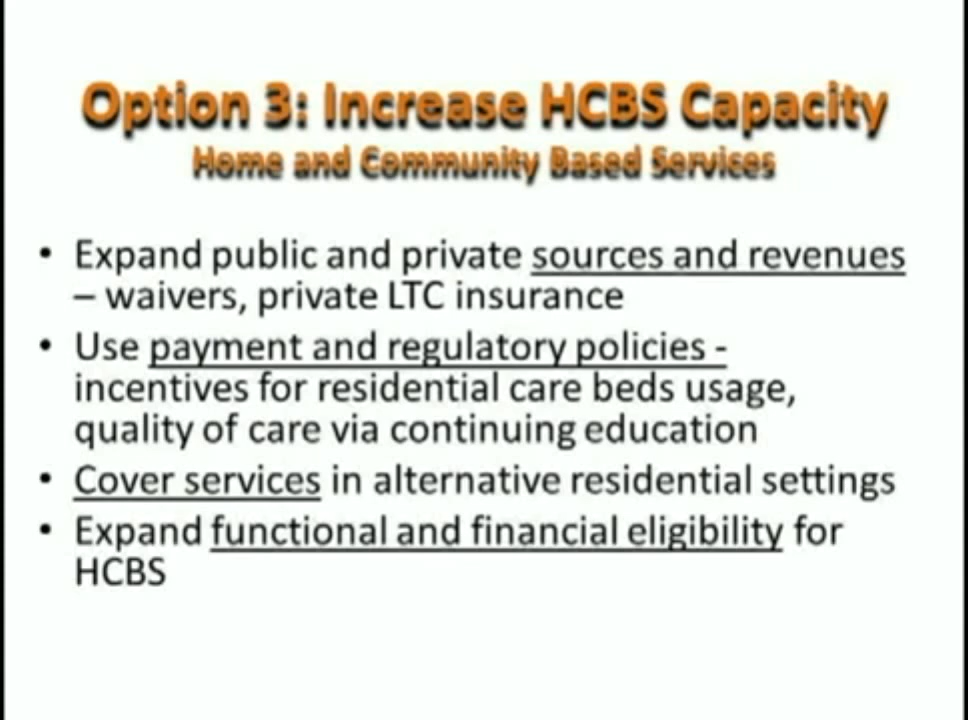 Option 3: Increase HCBS Capacity
Home and Community Based Services
• Expand public and private sources and revenues
– waivers, private LTC insurance
• Use payment and regulatory policies -
incentives for residential care beds usage,
quality of care via continuing education
• Cover services in alternative residential settings
• Expand functional and financial eligibility for
HCBS